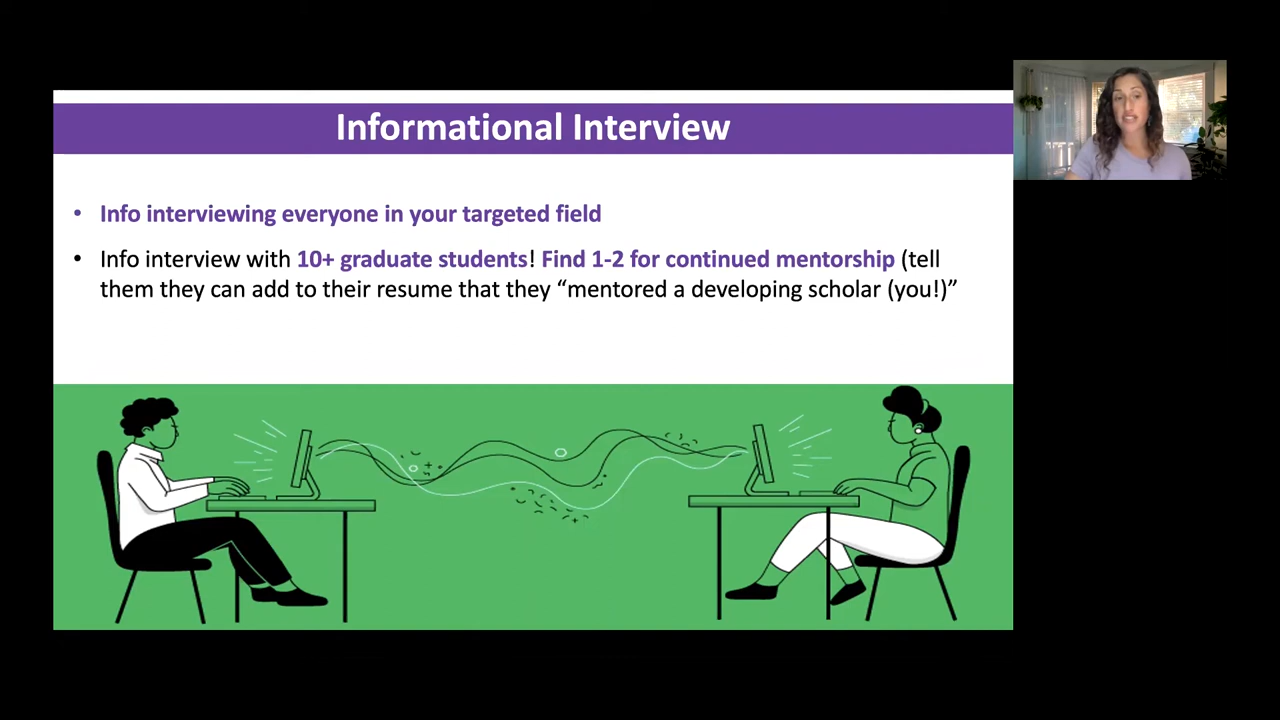 Informational Interview
• Info interviewing everyone in your targeted field
• Info interview with 10+ graduate students! Find 1-2 for continued mentorship (tell
them they can add to their resume that they “mentored a developing scholar (you!)”